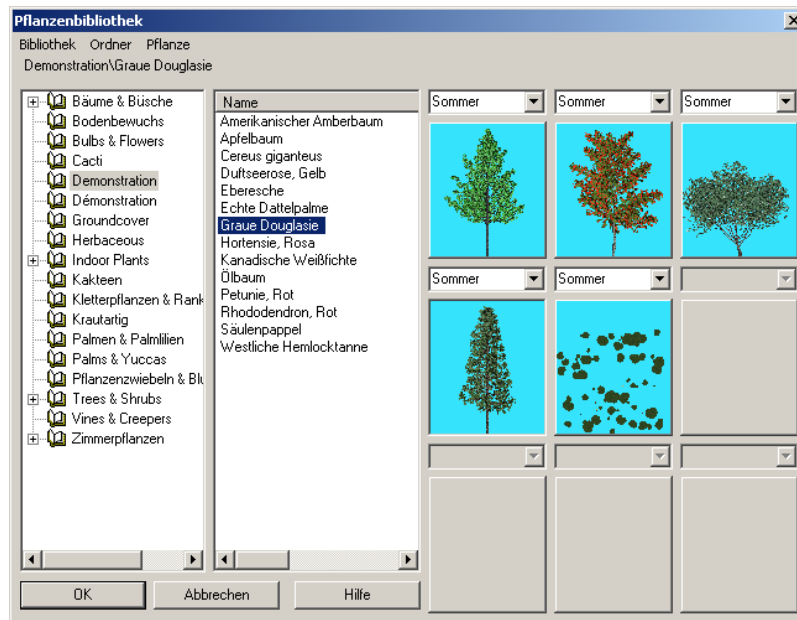 Pflanzenbibliothek
Bibliothek Ordner Pflanze
Demonstration\Graue Douglasie
Bäume & Büsche
Bodenbewuchs
Bulbs & Flowers
Cacti
Demonstration
Démonstration
Groundcover
Herbaceous
Indoor Plants
Kakteen
Kletterpflanzen & Rank
Krautartig
Palmen & Palmlilien
Palms & Yuccas
Pflanzenzwiebeln & Blu
Trees & Shrubs
Vines & Creepers
Zimmerpflanzen
Name
Amerikanischer Amberbaum
Apfelbaum
Cereus giganteus
Duftseerose, Gelb
Eberesche
Echte Dattelpalme
Graue Douglasie
Hortensie, Rosa
Kanadische Weißfichte
Ölbaum
Petunie, Rot
Rhododendron, Rot
Säulenpappel
Westliche Hemlocktanne
Sommer Sommer Sommer
Sommer Sommer
OK Abbrechen Hilfe